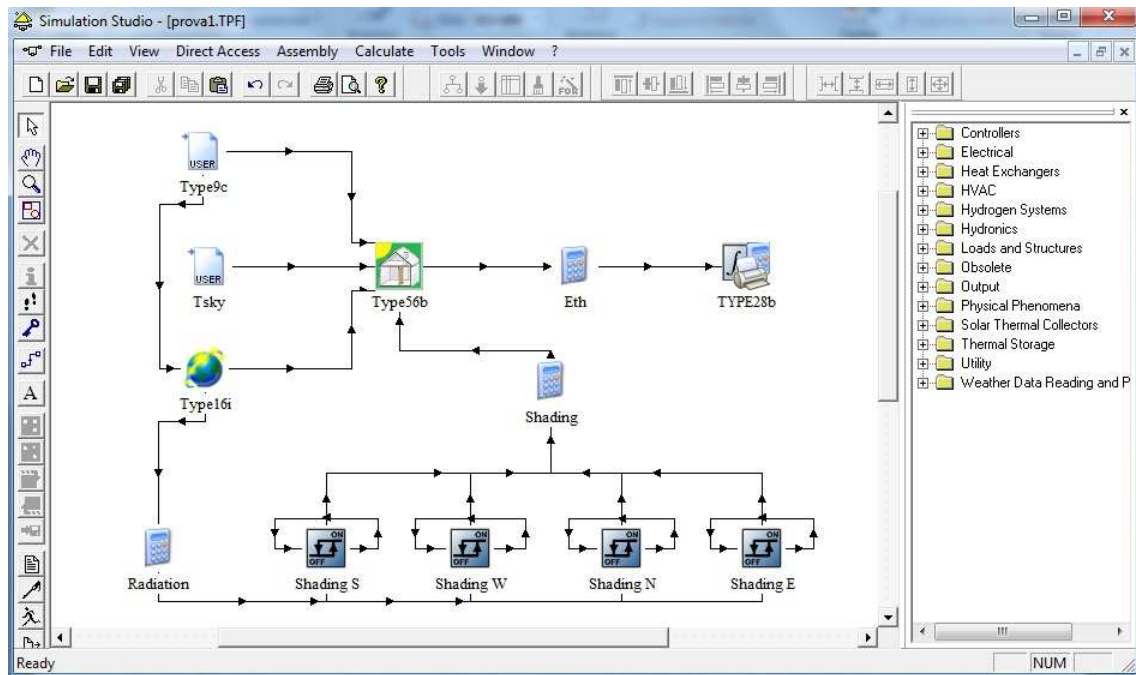 Simulation Studio - [prova1.TPF]
File Edit View Direct Access Assembly Calculate Tools Window ?
FOR
USER
Type9c
USER
Tsky
Type56b
Eth
TYPE28b
Type16i
Shading
Radiation
ON
OFF
Shading S
ON
OFF
Shading W
ON
OFF
Shading N
ON
OFF
Shading E
A
Controllers
Electrical
Heat Exchangers
HVAC
Hydrogen Systems
Hydronics
Loads and Structures
Obsolete
Output
Physical Phenomena
Solar Thermal Collectors
Thermal Storage
Utility
Weather Data Reading and P
Ready
NUM